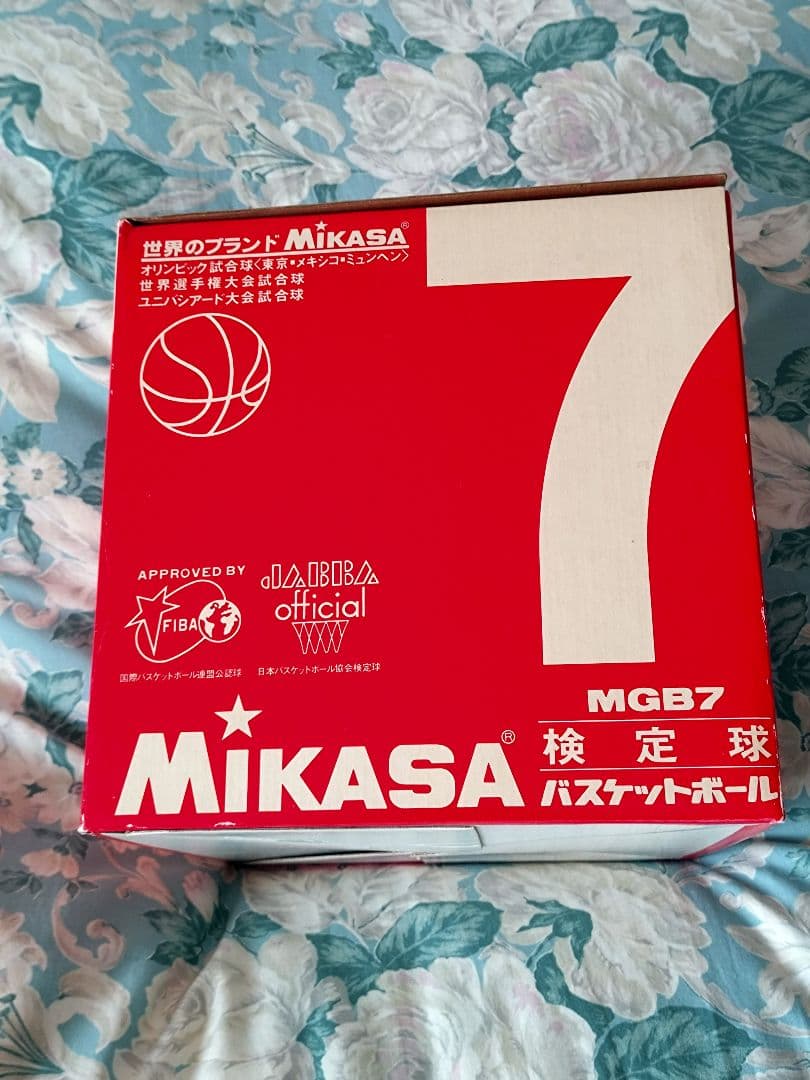 世界のブランド MiKASA®
オリンピック試合球〈東京・メキシコ・ミュンヘン〉
世界選手権大会試合球
ユニバシアード大会試合球
7
APPROVED BY
FIBA
国際バスケットボール連盟公認球
JABBA
official
日本バスケットボール協会検定球
MiKASA®
MGB7
検定球
バスケットボール